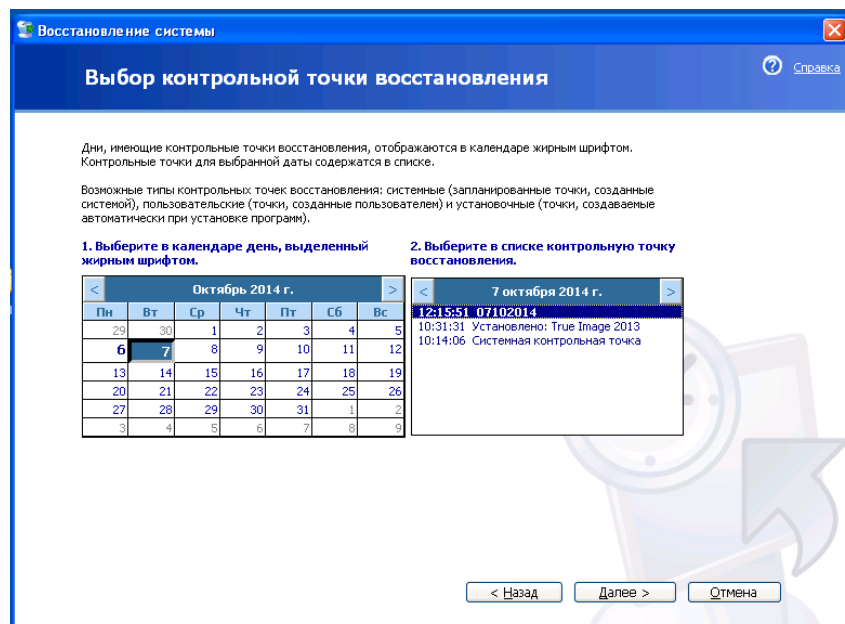 Восстановление системы
Выбор контрольной точки восстановления
Справка
Дни, имеющие контрольные точки восстановления, отображаются в календаре жирным шрифтом.
Контрольные точки для выбранной даты содержатся в списке.
Возможные типы контрольных точек восстановления: системные (запланированные точки, созданные
системой), пользовательские (точки, созданные пользователем) и установочные (точки, создаваемые
автоматически при установке программ).
1. Выберите в календаре день, выделенный
жирным шрифтом.
< Октябрь 2014 г. >
Пн Вт Ср Чт Пт Сб Вс
29 30 1 2 3 4 5
6 7 8 9 10 11 12
13 14 15 16 17 18 19
20 21 22 23 24 25 26
27 28 29 30 31 1 2
3 4 5 6 7 8 9
2. Выберите в списке контрольную точку
восстановления.
< 7 октября 2014 г. >
12:15:51 07102014
10:31:31 Установлено: True Image 2013
10:14:06 Системная контрольная точка
< Назад
Далее >
Отмена